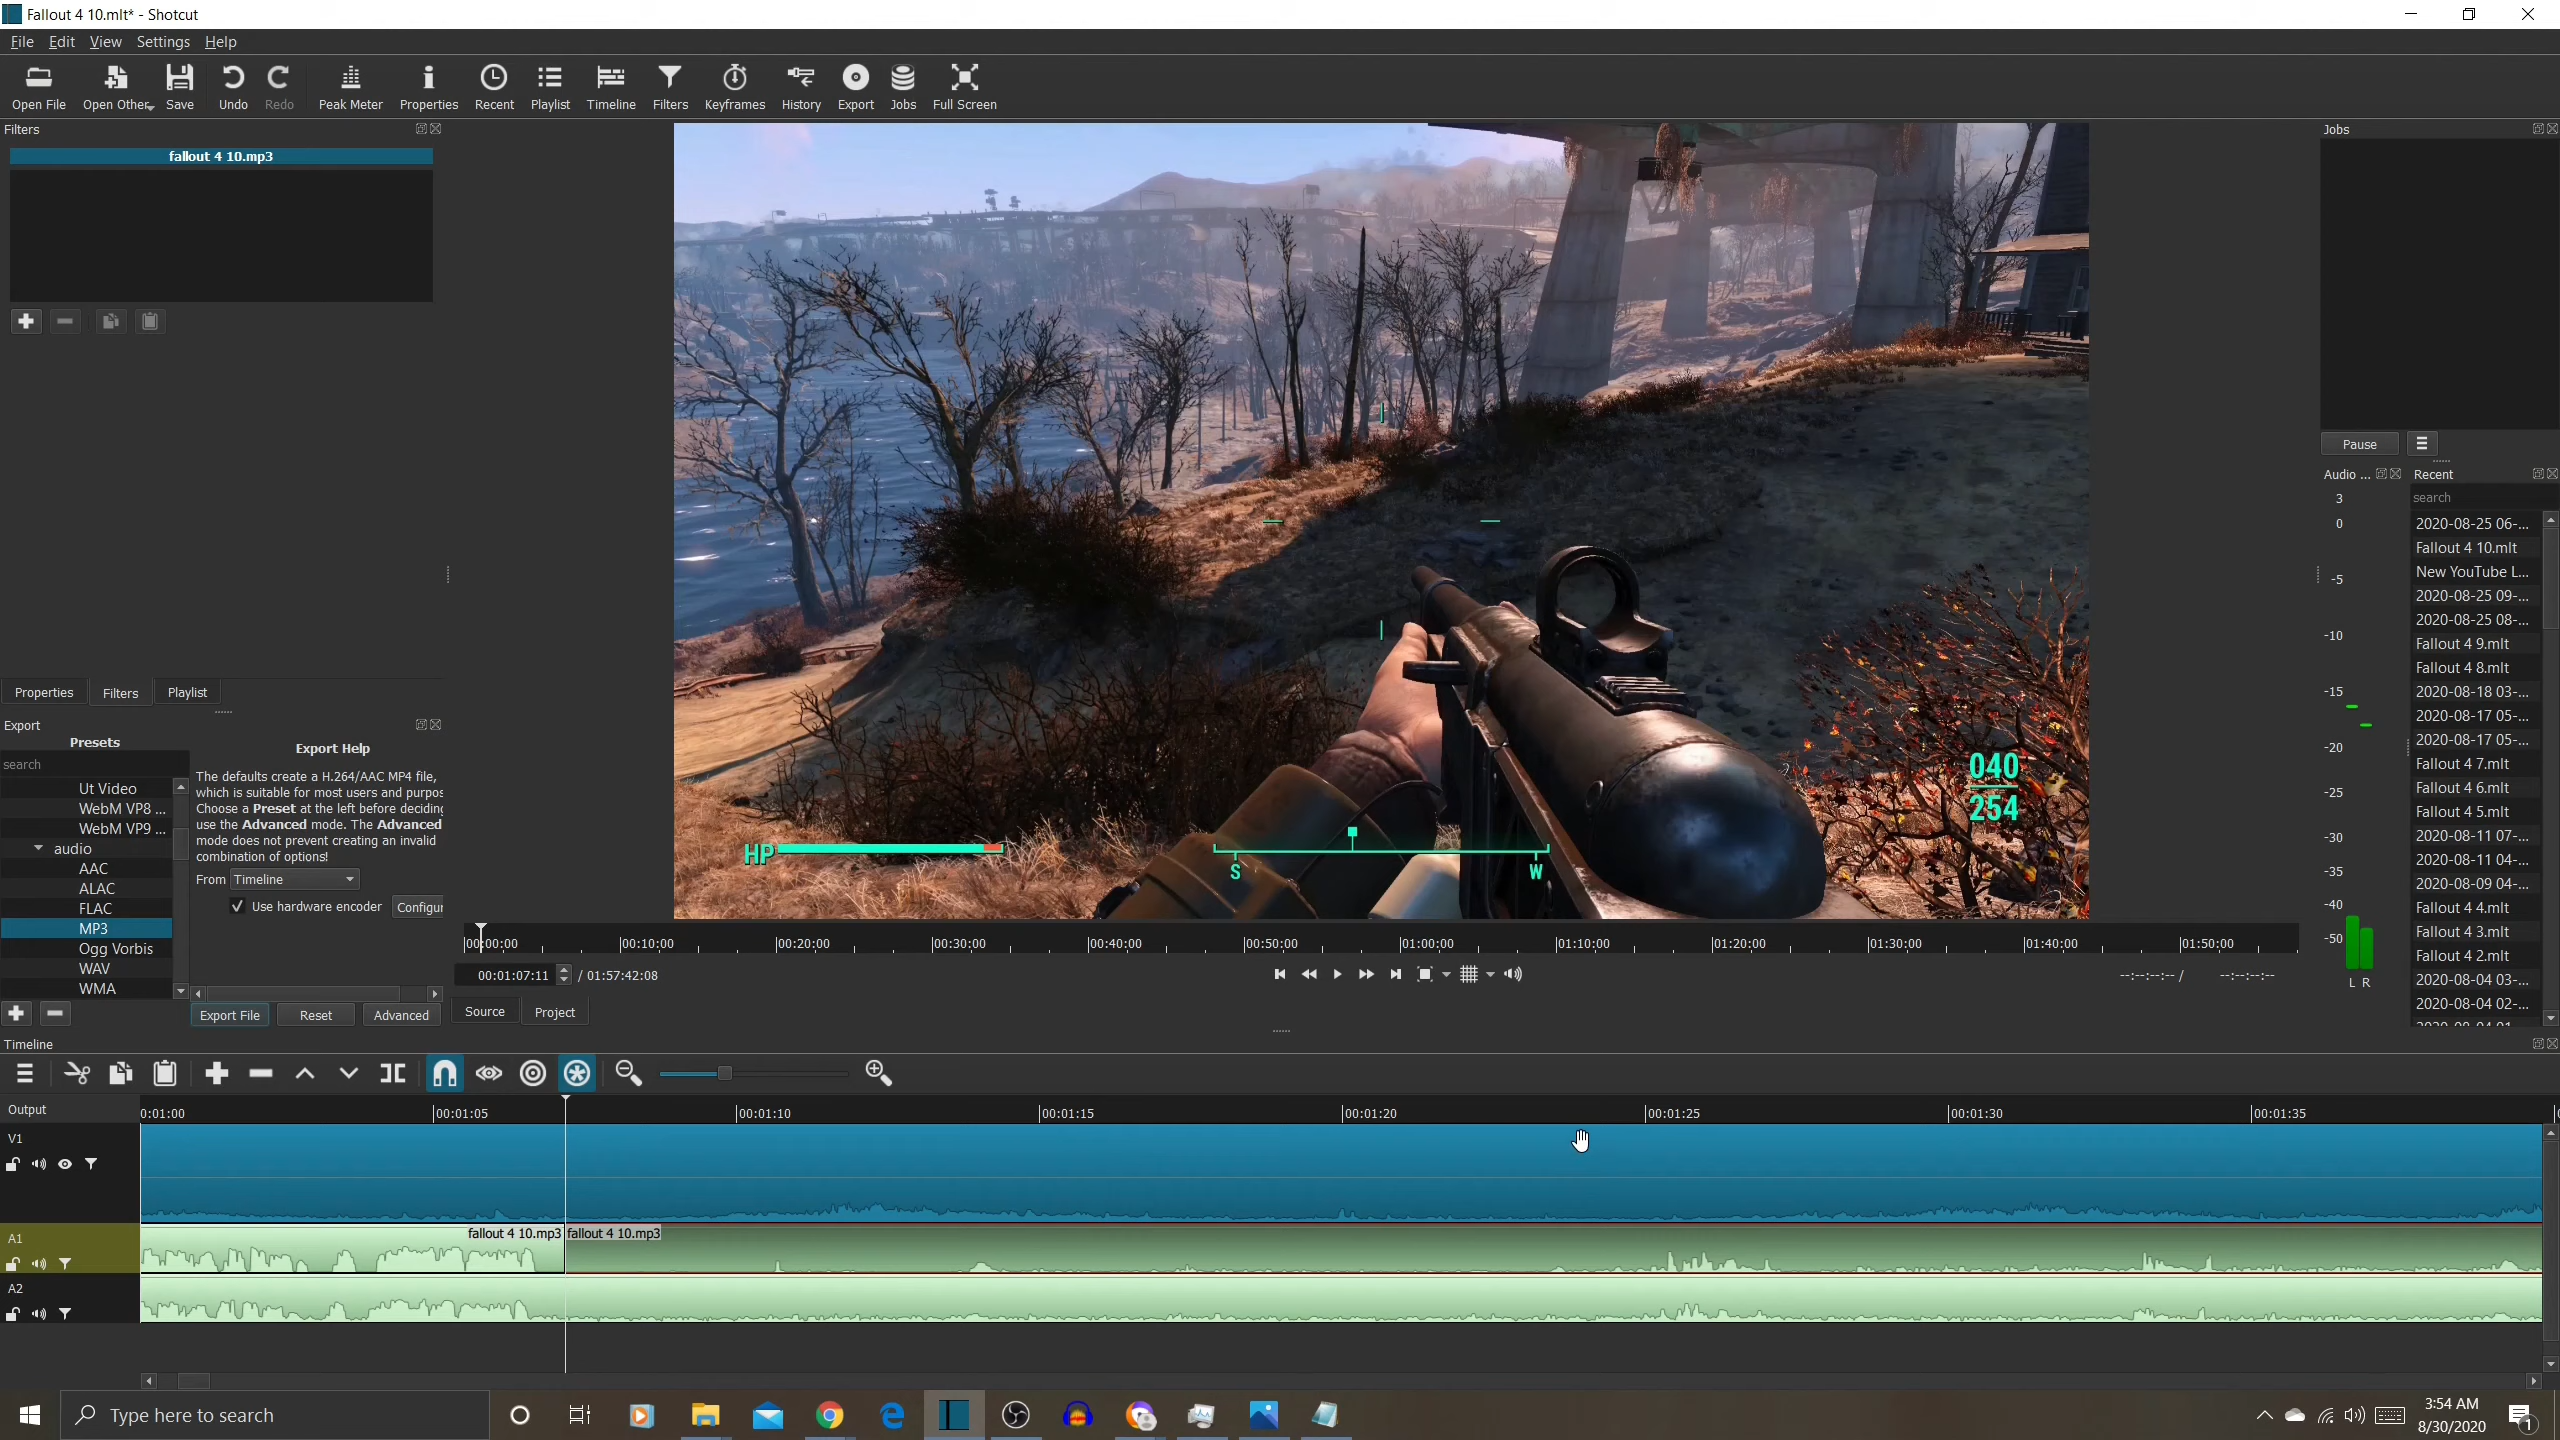 Fallout 4 10.mlt* - Shotcut
File Edit View Settings Help
Open File Open Other Save Undo Redo Peak Meter Properties Recent Playlist Timeline Filters Keyframes History Export Jobs Full Screen
Filters
fallout 4 10.mp3
Properties Filters Playlist
Export
Presets
search
Ut Video
WebM VP8 ...
WebM VP9 ...
audio
AAC
ALAC
FLAC
MP3
Ogg Vorbis
WAV
WMA
Export Help
The defaults create a H.264/AAC MP4 file,
which is suitable for most users and purpos
Choose a Preset at the left before deciding
use the Advanced mode. The Advanced
mode does not prevent creating an invalid
combination of options!
From Timeline
Use hardware encoder Configur
Export File Reset Advanced
HP
S W
040
254
00:00:00 00:10:00 00:20:00 00:30:00 00:40:00 00:50:00 01:00:00 01:10:00 01:20:00 01:30:00 01:40:00 01:50:00
00:01:07:11 / 01:57:42:08
--:--:--:-- / --:--:--:--
Source Project
Jobs
Pause
Audio ...
3
0
-5
-10
-15
-20
-25
-30
-35
-40
-50
L R
Recent
search
2020-08-25 06-...
Fallout 4 10.mlt
New YouTube L...
2020-08-25 09-...
2020-08-25 08-...
Fallout 4 9.mlt
Fallout 4 8.mlt
2020-08-18 03-...
2020-08-17 05-...
2020-08-17 05-...
Fallout 4 7.mlt
Fallout 4 6.mlt
Fallout 4 5.mlt
2020-08-11 07-...
2020-08-11 04-...
2020-08-09 04-...
Fallout 4 4.mlt
Fallout 4 3.mlt
Fallout 4 2.mlt
2020-08-04 03-...
2020-08-04 02-...
Timeline
Output
0:01:00 00:01:05 00:01:10 00:01:15 00:01:20 00:01:25 00:01:30 00:01:35
V1
A1
fallout 4 10.mp3 fallout 4 10.mp3
A2
Type here to search
3:54 AM
8/30/2020
1